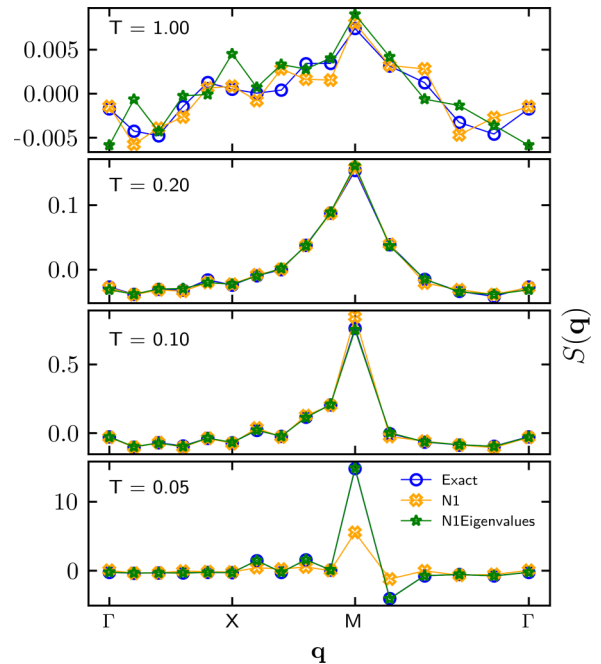 T = 1.00
0.005
0.000
-0.005
T = 0.20
0.1
0.0
S(q)
T = 0.10
0.5
0.0
T = 0.05
10
0
Exact
N1
N1Eigenvalues
Γ X M Γ
q